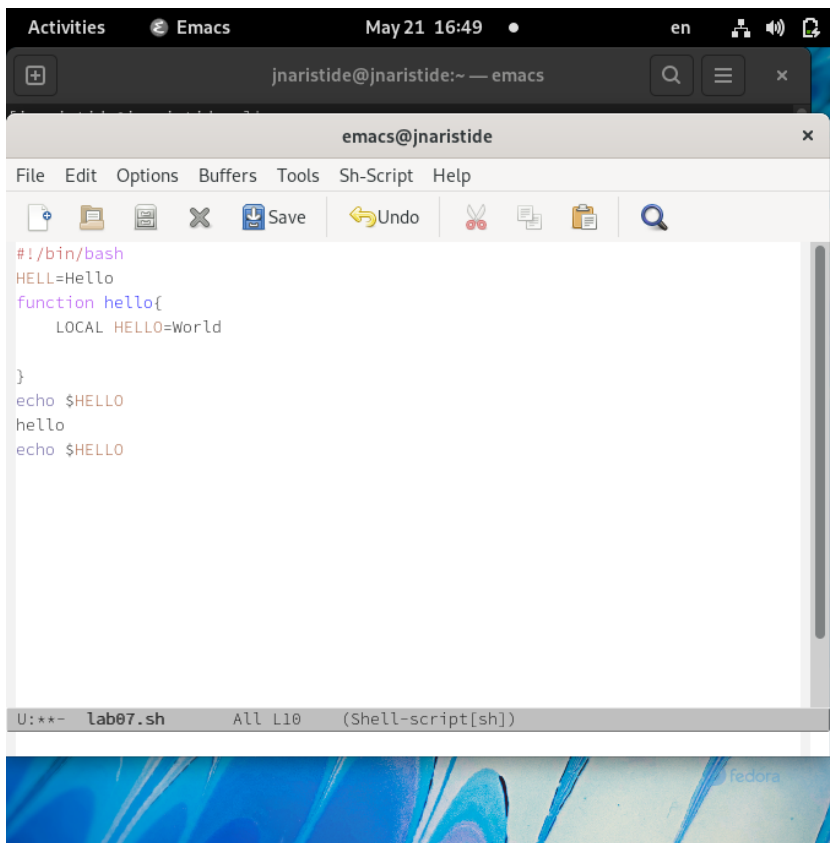 Activities Emacs May 21 16:49 en
jnaristide@jnaristide:~ — emacs
emacs@jnaristide
File Edit Options Buffers Tools Sh-Script Help
Save Undo
#!/bin/bash
HELL=Hello
function hello{
    LOCAL HELLO=World
}
echo $HELLO
hello
echo $HELLO
U:**-  lab07.sh      All L10    (Shell-script[sh])
fedora